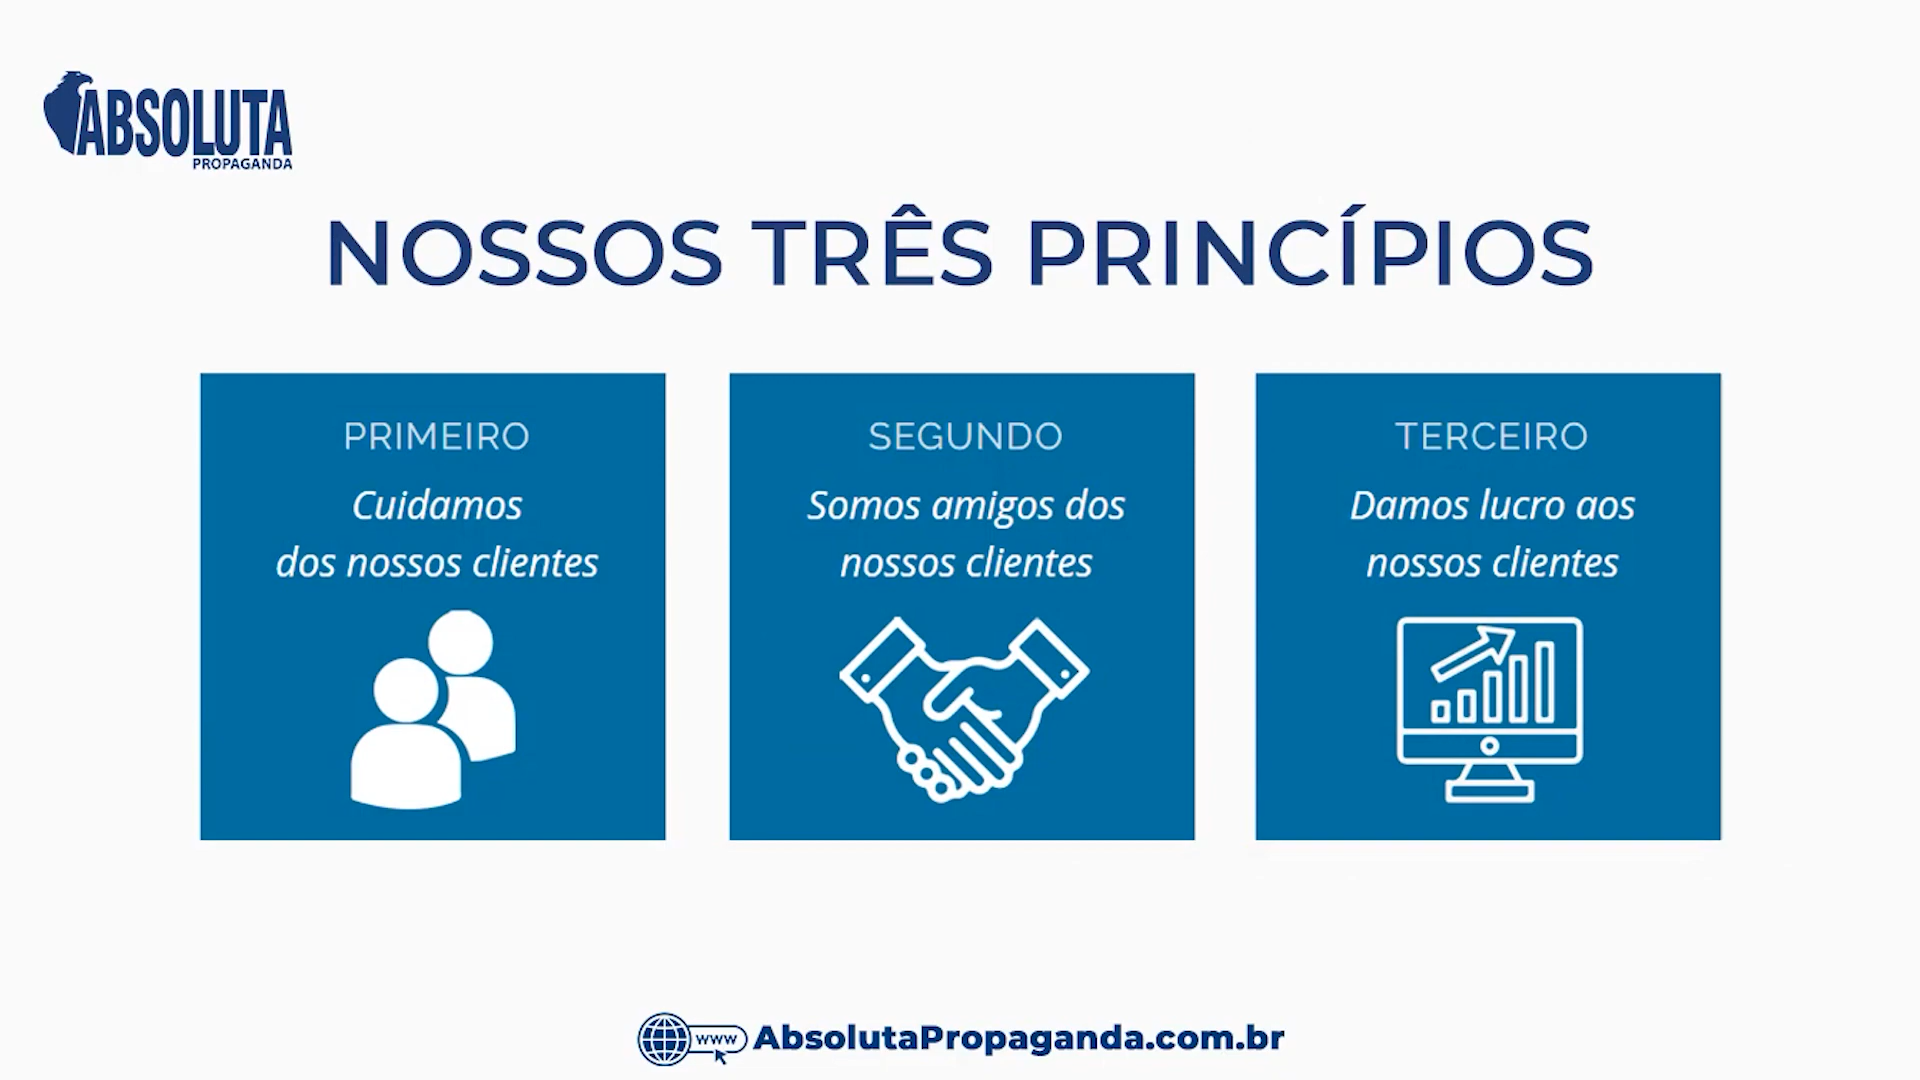 ABSOLUTA
PROPAGANDA
NOSSOS TRÊS PRINCÍPIOS
PRIMEIRO
Cuidamos
dos nossos clientes
SEGUNDO
Somos amigos dos
nossos clientes
TERCEIRO
Damos lucro aos
nossos clientes
www AbsolutaPropaganda.com.br